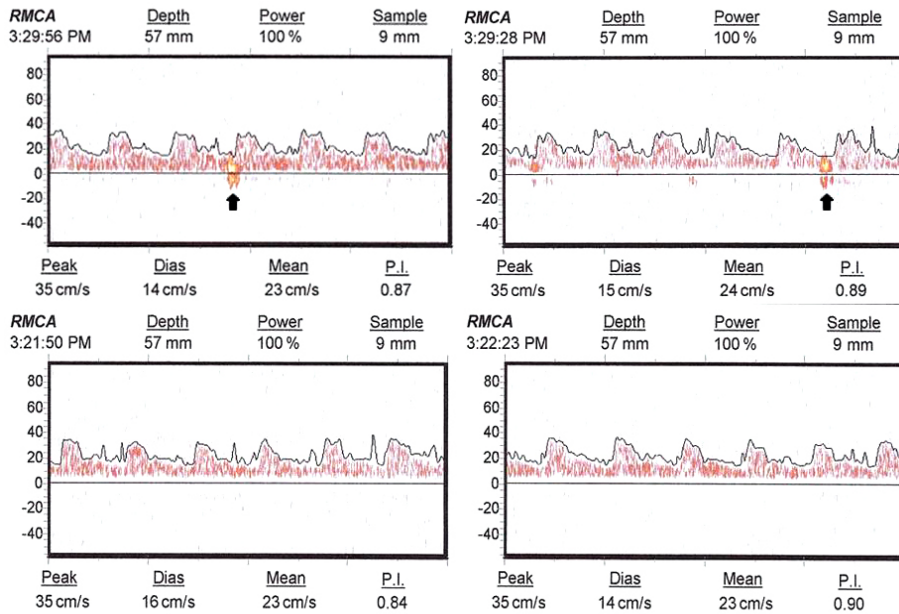 RMCA Depth Power Sample
3:29:56 PM 57 mm 100 % 9 mm
80
60
40
20
0
-20
-40
Peak Dias Mean P.I.
35 cm/s 14 cm/s 23 cm/s 0.87
RMCA Depth Power Sample
3:29:28 PM 57 mm 100 % 9 mm
80
60
40
20
0
-20
-40
Peak Dias Mean P.I.
35 cm/s 15 cm/s 24 cm/s 0.89
RMCA Depth Power Sample
3:21:50 PM 57 mm 100 % 9 mm
80
60
40
20
0
-20
-40
Peak Dias Mean P.I.
35 cm/s 16 cm/s 23 cm/s 0.84
RMCA Depth Power Sample
3:22:23 PM 57 mm 100 % 9 mm
80
60
40
20
0
-20
-40
Peak Dias Mean P.I.
35 cm/s 14 cm/s 23 cm/s 0.90